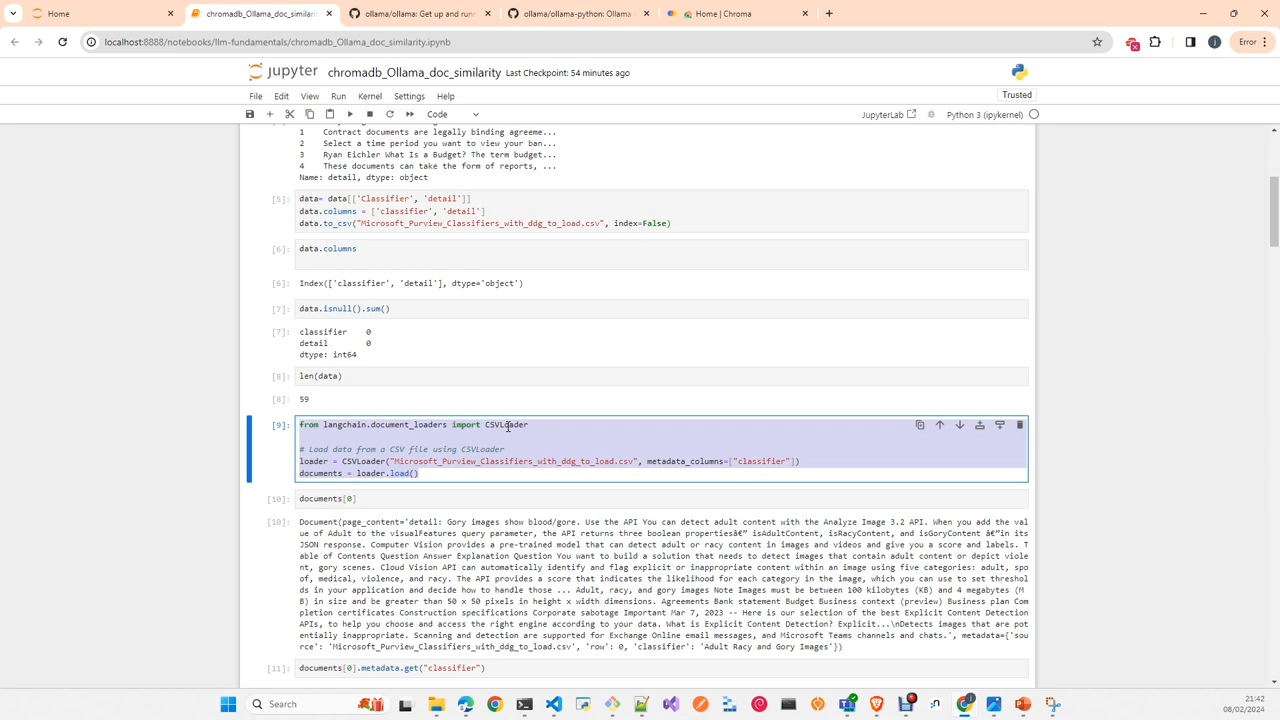 Home
chromadb_Ollama_doc_similarit
ollama/ollama: Get up and runn
ollama/ollama-python: Ollama
Home | Chroma
localhost:8888/notebooks/llm-fundamentals/chromadb_Ollama_doc_similarity.ipynb
Error
jupyter chromadb_Ollama_doc_similarity Last Checkpoint: 54 minutes ago
File Edit View Run Kernel Settings Help
Trusted
Code
JupyterLab
Python 3 (ipykernel)
1 Contract documents are legally binding agreeme...
2 Select a time period you want to view your ban...
3 Ryan Eichler What Is a Budget? The term budget...
4 These documents can take the form of reports, ...
Name: detail, dtype: object
[5]: data= data[['Classifier', 'detail']]
data.columns = ['classifier', 'detail']
data.to_csv("Microsoft_Purview_Classifiers_with_ddg_to_load.csv", index=False)
[6]: data.columns
[6]: Index(['classifier', 'detail'], dtype='object')
[7]: data.isnull().sum()
[7]: classifier 0
detail 0
dtype: int64
[8]: len(data)
[8]: 59
[9]: from langchain.document_loaders import CSVLoader
# Load data from a CSV file using CSVLoader
loader = CSVLoader("Microsoft_Purview_Classifiers_with_ddg_to_load.csv", metadata_columns=["classifier"])
documents = loader.load()
[10]: documents[0]
[10]: Document(page_content='detail: Gory images show blood/gore. Use the API You can detect adult content with the Analyze Image 3.2 API. When you add the val
ue of Adult to the visualFeatures query parameter, the API returns three boolean propertiesâ€” isAdultContent, isRacyContent, and isGoryContent â€”in its
JSON response. Computer Vision provides a pre-trained model that can detect adult or racy content in images and videos and give you a score and labels. T
able of Contents Question Answer Explanation Question You want to build a solution that needs to detect images that contain adult content or depict viole
nt, gory scenes. Cloud Vision API can automatically identify and flag explicit or inappropriate content within an image using five categories: adult, spo
of, medical, violence, and racy. The API provides a score that indicates the likelihood for each category in the image, which you can use to set threshol
ds in your application and decide how to handle those ... Adult, racy, and gory images Note Images must be between 100 kilobytes (KB) and 4 megabytes (M
B) in size and be greater than 50 x 50 pixels in height x width dimensions. Agreements Bank statement Budget Business context (preview) Business plan Com
pletion certificates Construction specifications Corporate sabotage Important Mar 7, 2023 -- Here is our selection of the best Explicit Content Detection
APIs, to help you choose and access the right engine according to your data. What is Explicit Content Detection? Explicit...\nDetects images that are pot
entially inappropriate. Scanning and detection are supported for Exchange Online email messages, and Microsoft Teams channels and chats.', metadata={'sou
rce': 'Microsoft_Purview_Classifiers_with_ddg_to_load.csv', 'row': 0, 'classifier': 'Adult Racy and Gory Images'})
[11]: documents[0].metadata.get("classifier")
Search
21:42
08/02/2024